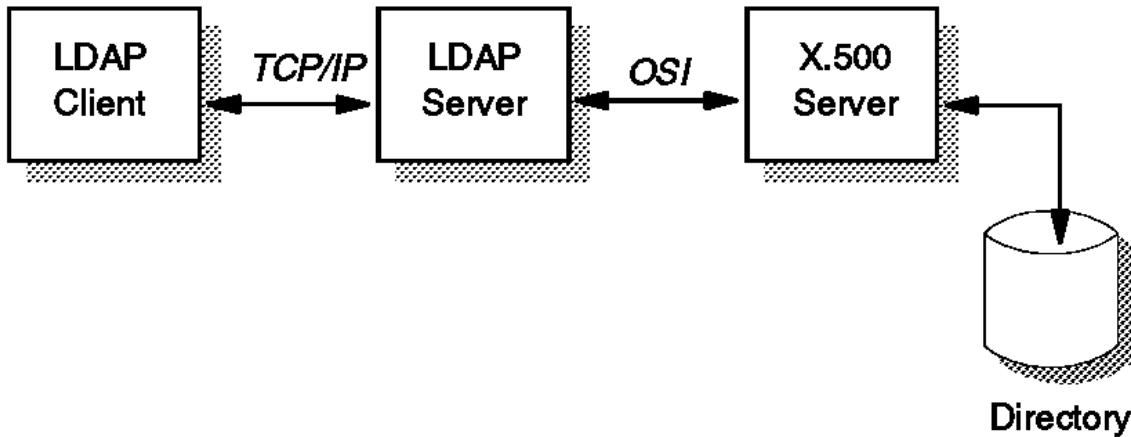 LDAP
Client
TCP/IP
LDAP
Server
OSI
X.500
Server
Directory